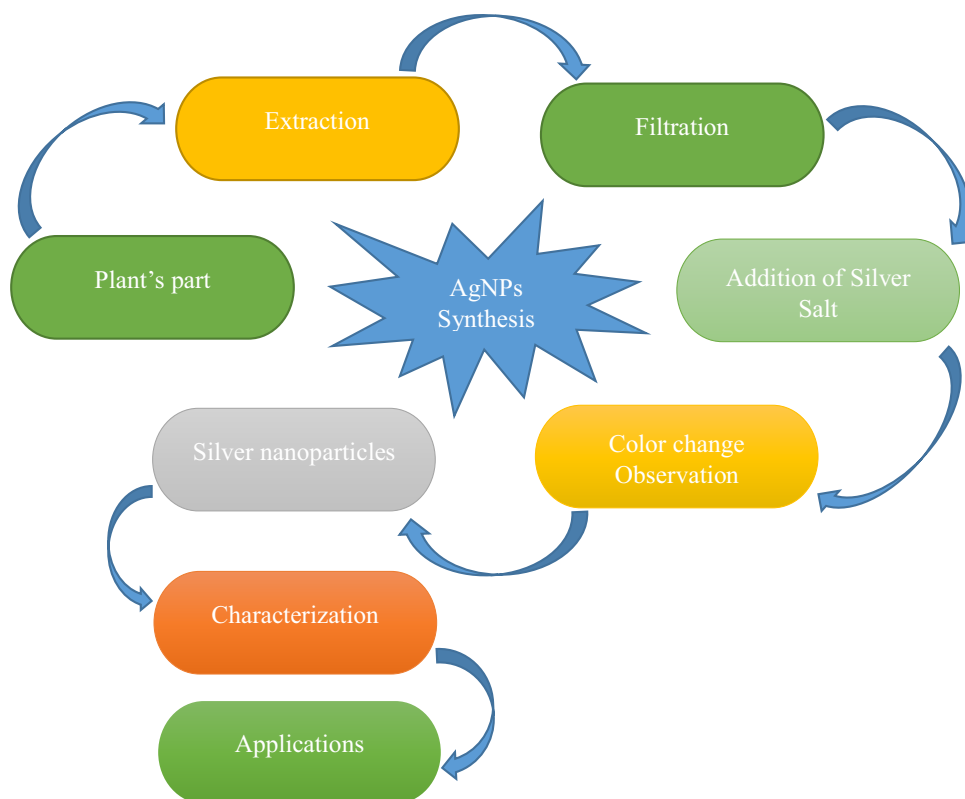 Extraction
Filtration
Plant’s part
AgNPs
Synthesis
Addition of Silver
Salt
Color change
Observation
Silver nanoparticles
Characterization
Applications